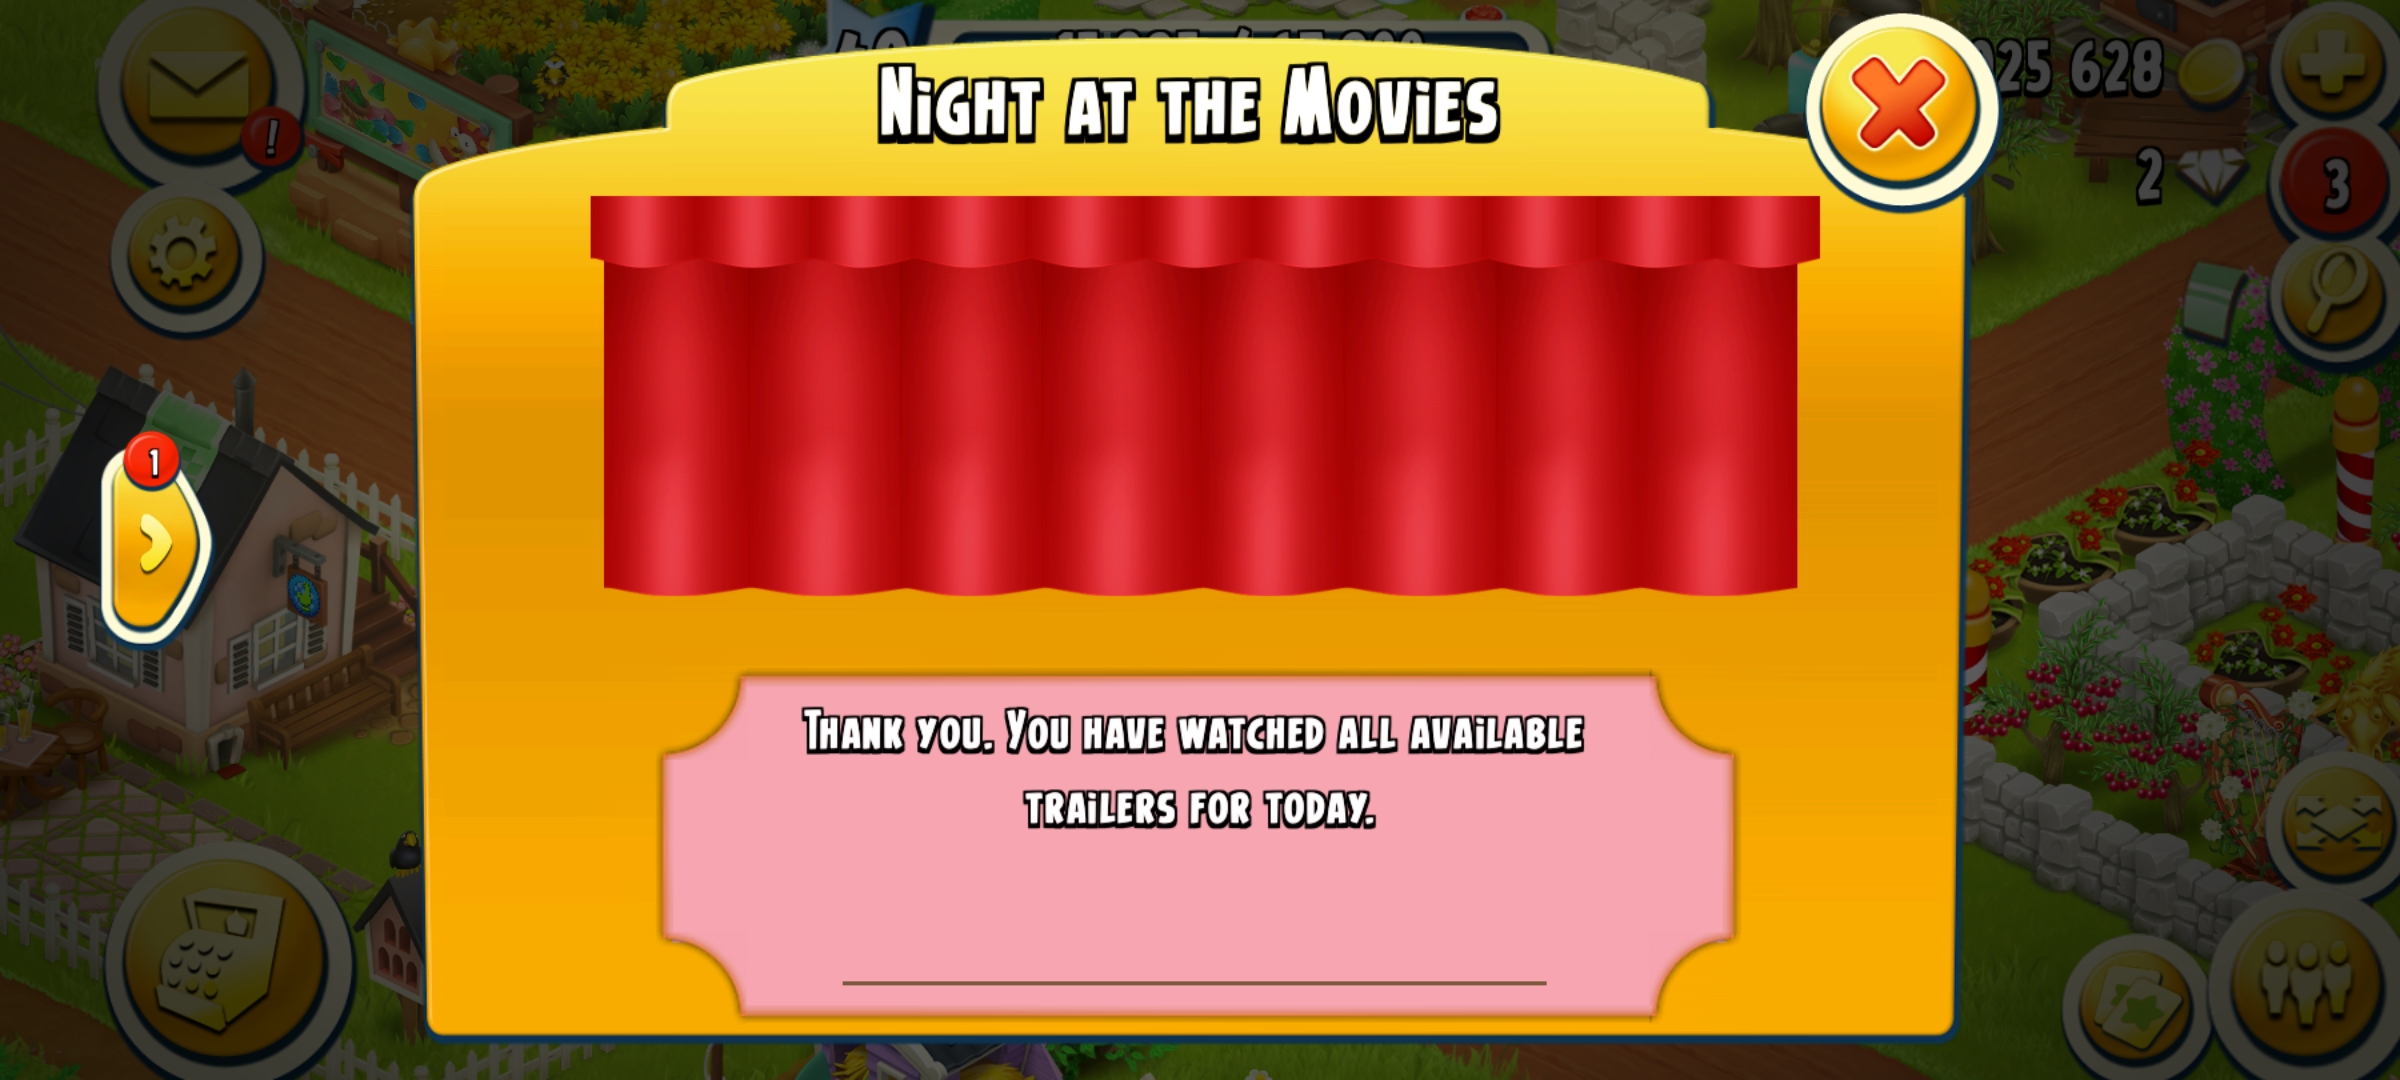 Night at the Movies
25 628
2
3
1
!
Thank you. You have watched all available
trailers for today.